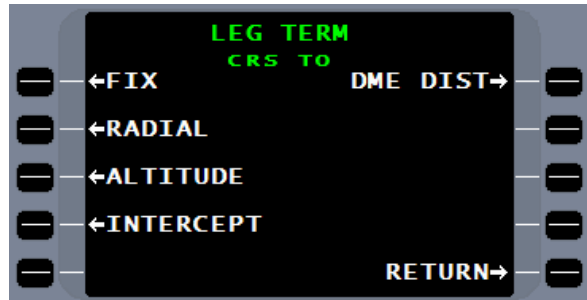 LEG TERM
CRS TO
←FIX DME DIST→
←RADIAL
←ALTITUDE
←INTERCEPT
RETURN→